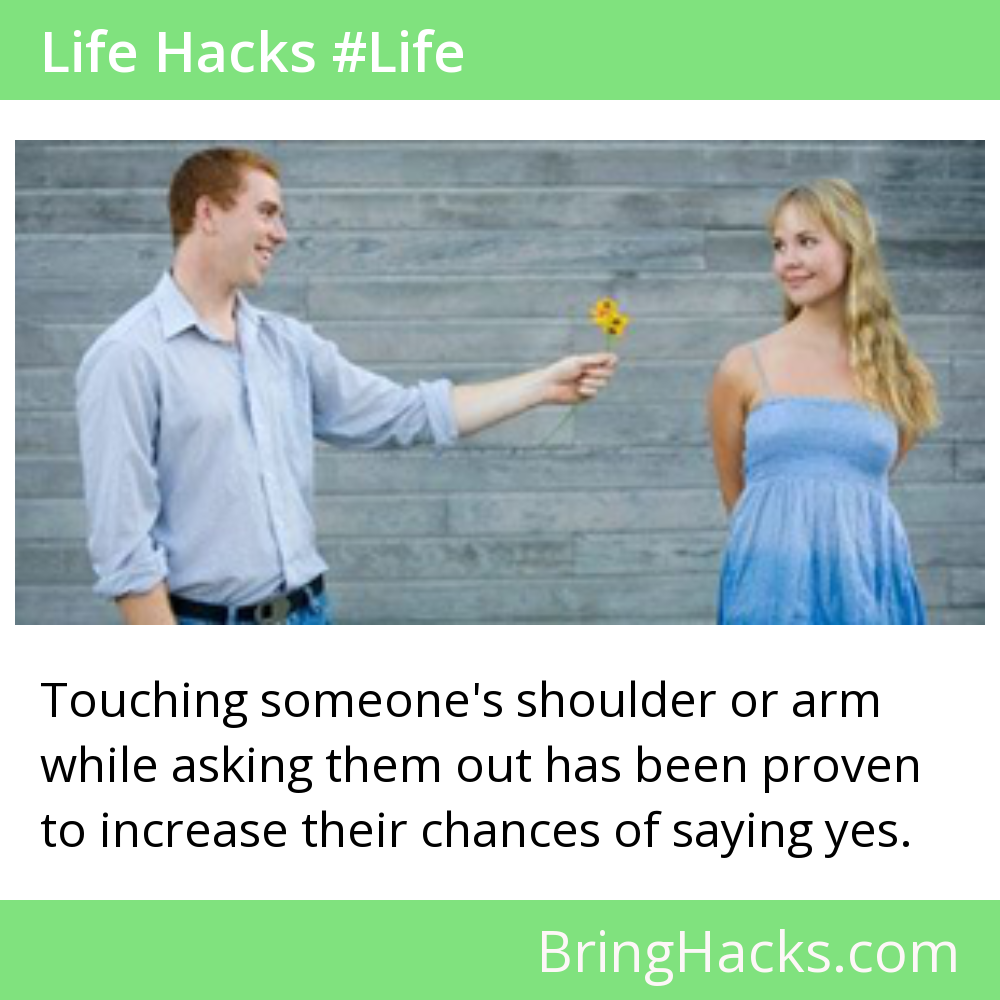 Life Hacks #Life
Touching someone's shoulder or arm
while asking them out has been proven
to increase their chances of saying yes.
BringHacks.com